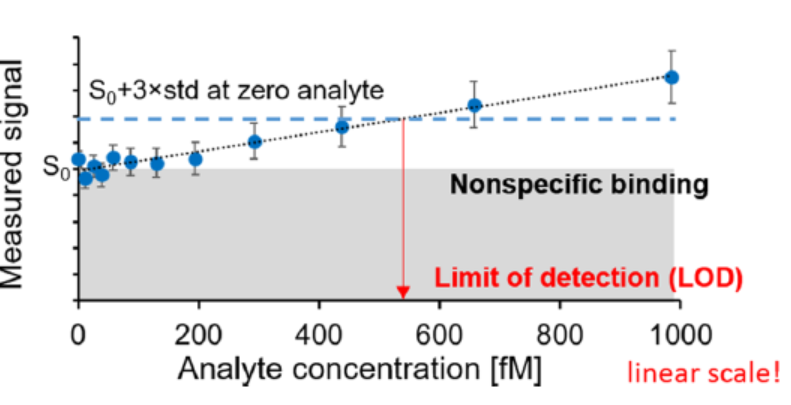 Measured signal
S0+3×std at zero analyte
S0
Nonspecific binding
Limit of detection (LOD)
0 200 400 600 800 1000
Analyte concentration [fM]
linear scale!